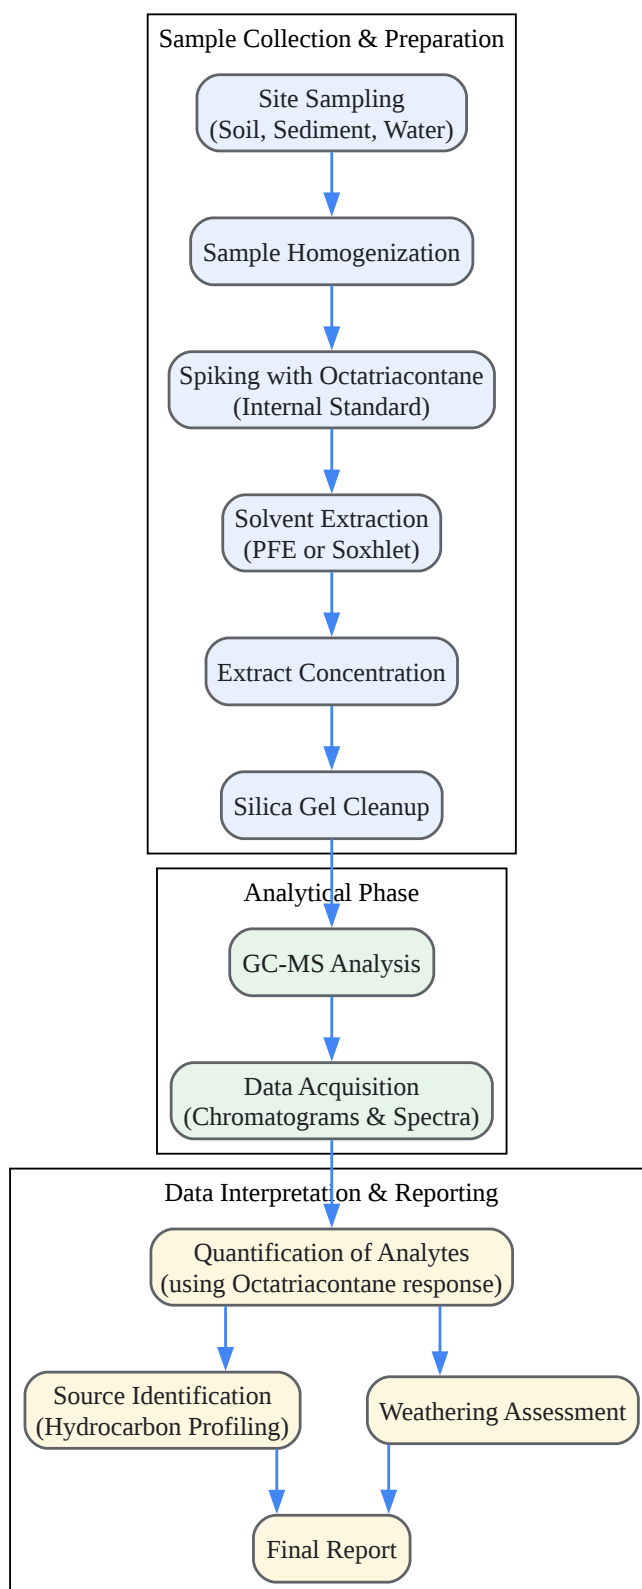 Sample Collection & Preparation
Site Sampling
(Soil, Sediment, Water)
Sample Homogenization
Spiking with Octatriacontane
(Internal Standard)
Solvent Extraction
(PFE or Soxhlet)
Extract Concentration
Silica Gel Cleanup
Analytical Phase
GC-MS Analysis
Data Acquisition
(Chromatograms & Spectra)
Data Interpretation & Reporting
Quantification of Analytes
(using Octatriacontane response)
Source Identification
(Hydrocarbon Profiling)
Weathering Assessment
Final Report